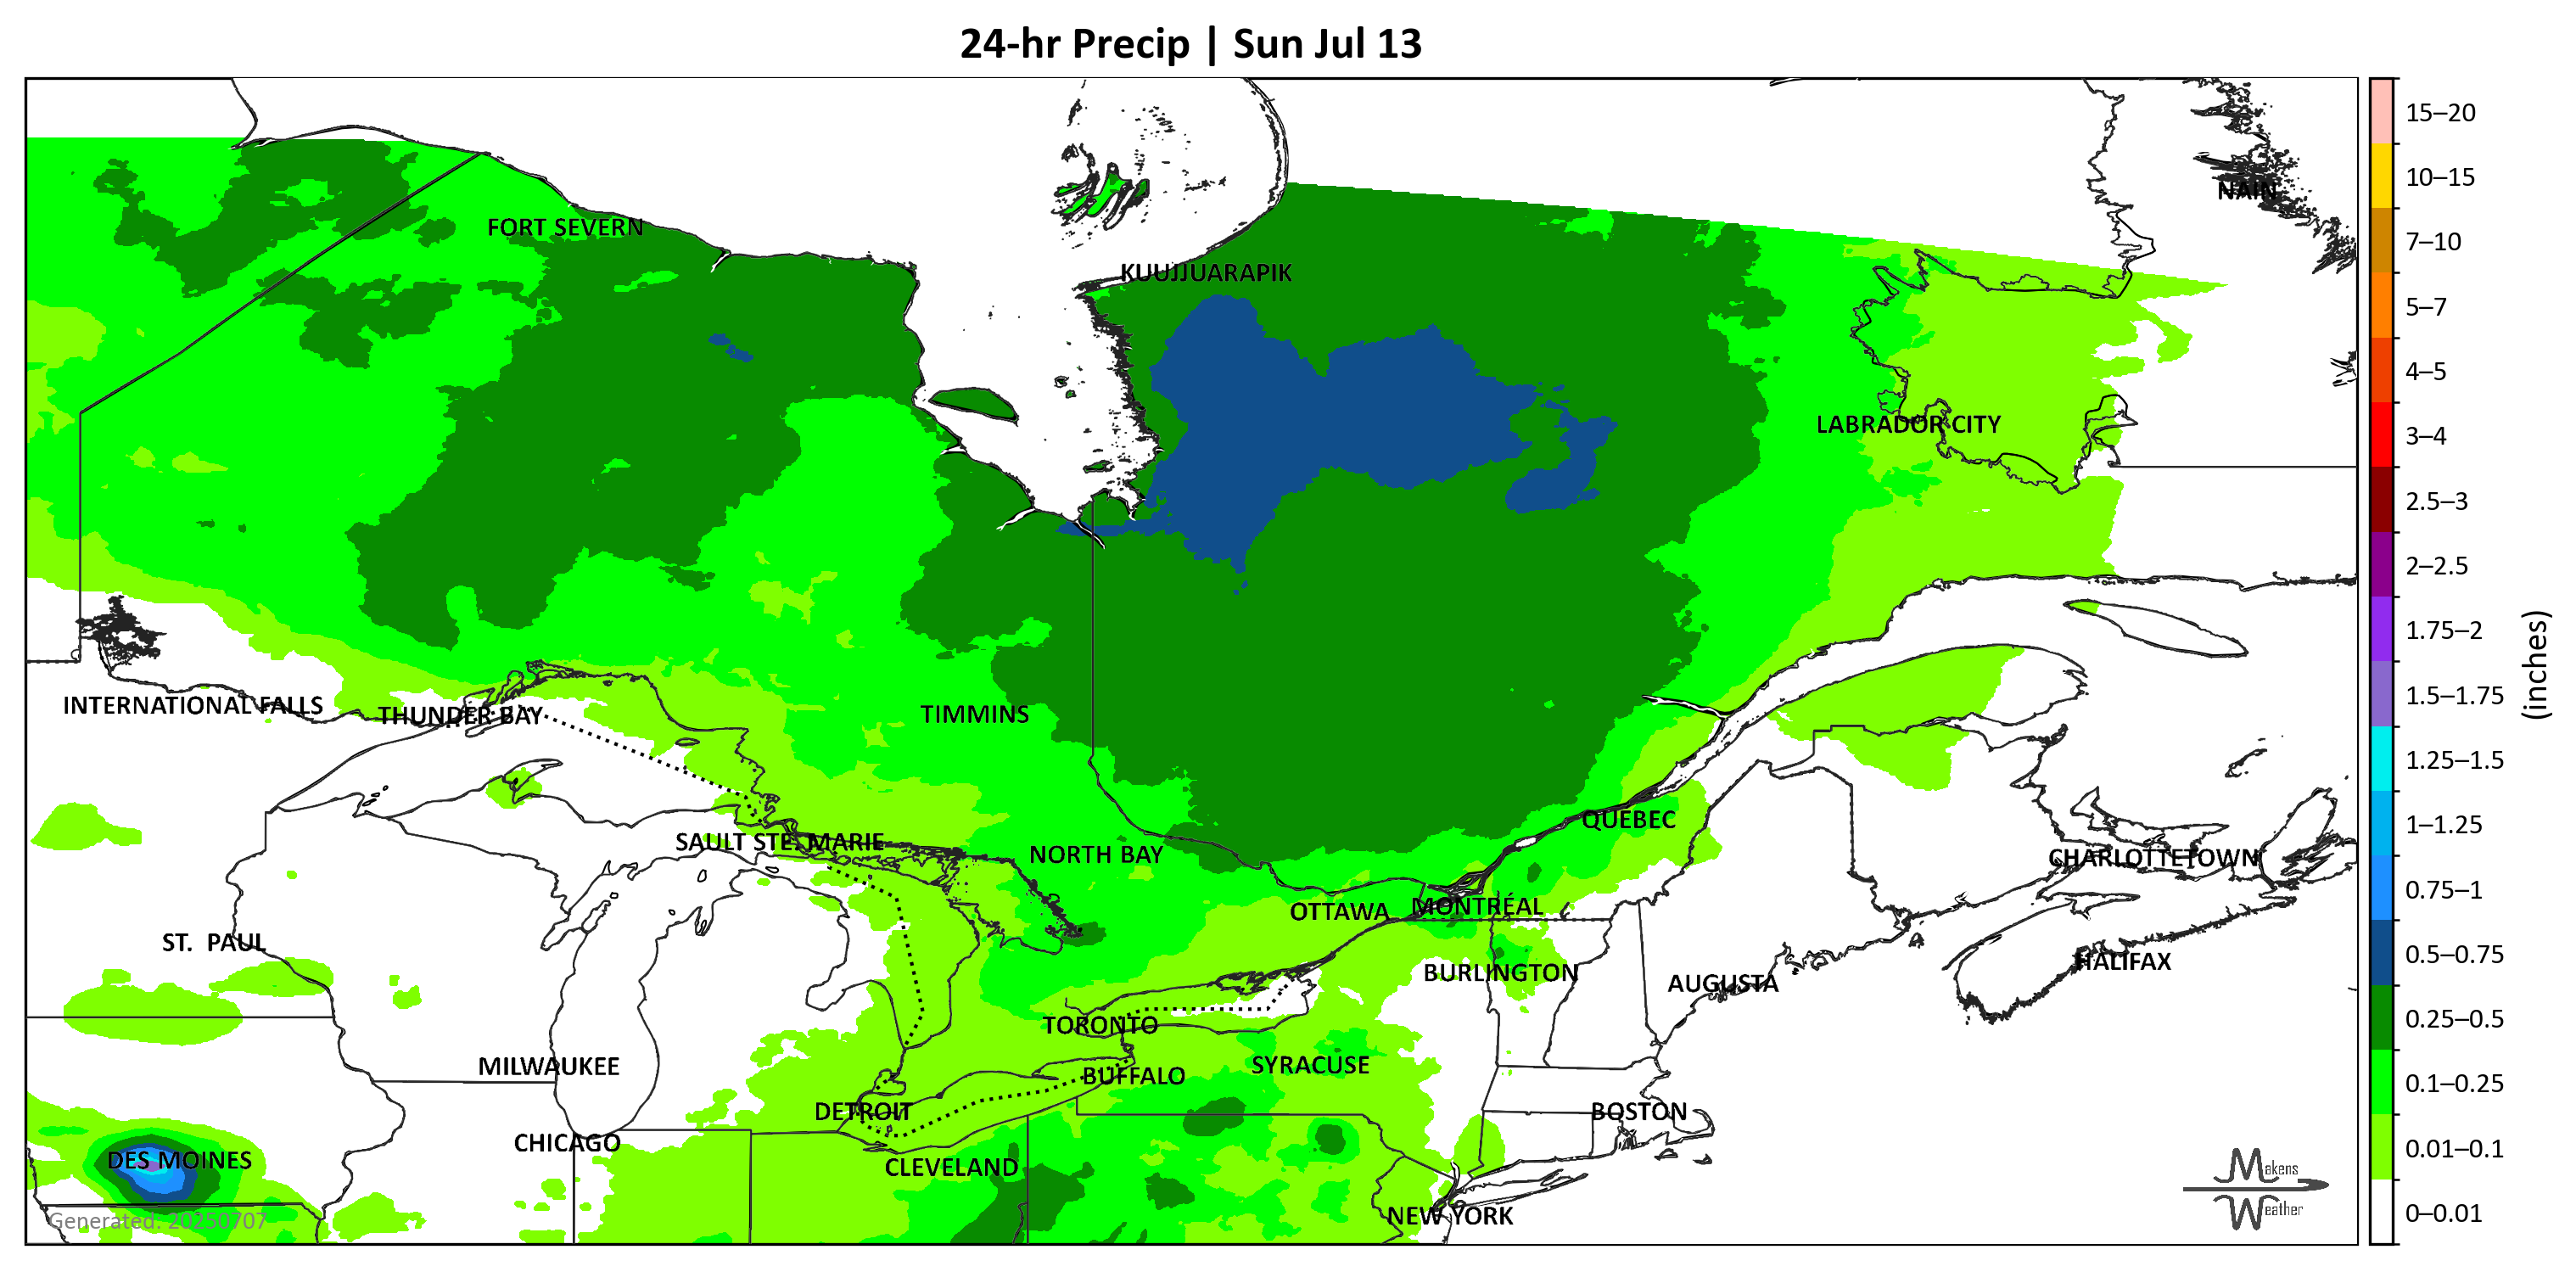 24-hr Precip | Sun Jul 13
15–20
10–15
NAIN
FORT SEVERN
7–10
KUUJJUARAPIK
5–7
4–5
LABRADOR CITY
3–4
2.5–3
2–2.5
1.75–2
(inches)
1.5–1.75
INTERNATIONAL FALLS
THUNDER BAY
TIMMINS
1.25–1.5
QUÉBEC
1–1.25
SAULT STE. MARIE
NORTH BAY
CHARLOTTETOWN
0.75–1
OTTAWA
MONTRÉAL
ST. PAUL
0.5–0.75
HALIFAX
BURLINGTON
AUGUSTA
TORONTO
0.25–0.5
MILWAUKEE
SYRACUSE
BUFFALO
0.1–0.25
DETROIT
BOSTON
CHICAGO
0.01–0.1
DES MOINES
CLEVELAND
Makens
Weather
NEW YORK
0–0.01
Generated: 20250707